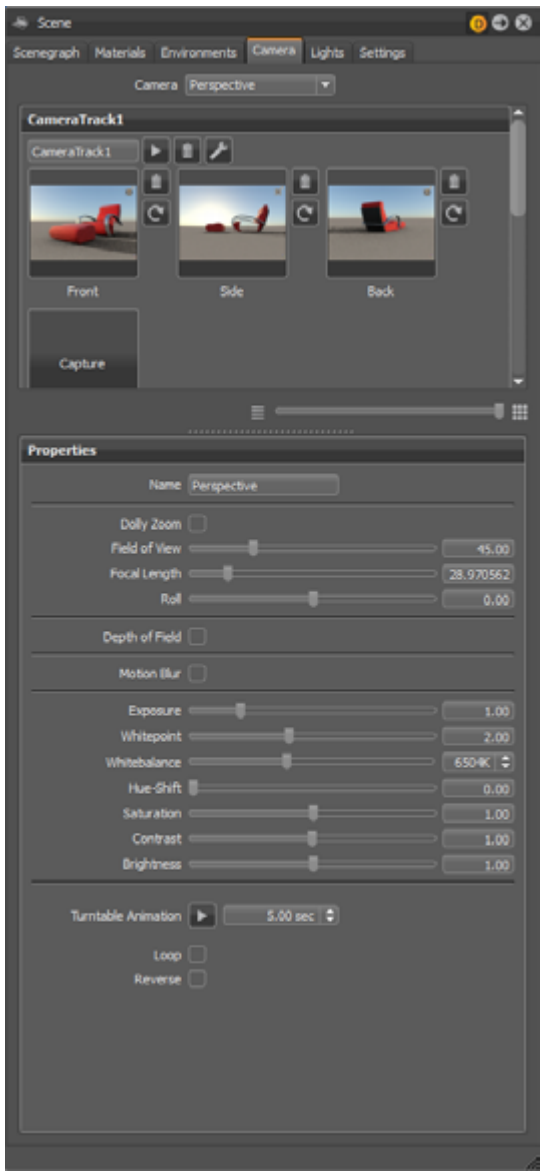 Scene D
Scenegraph Materials Environments Camera Lights Settings
Camera Perspective
CameraTrack1
CameraTrack1
Front Side Back
Capture
Properties
Name Perspective
Dolly Zoom
Field of View 45.00
Focal Length 28.970562
Roll 0.00
Depth of Field
Motion Blur
Exposure 1.00
Whitepoint 2.00
Whitebalance 6504K
Hue-Shift 0.00
Saturation 1.00
Contrast 1.00
Brightness 1.00
Turntable Animation 5.00 sec
Loop
Reverse